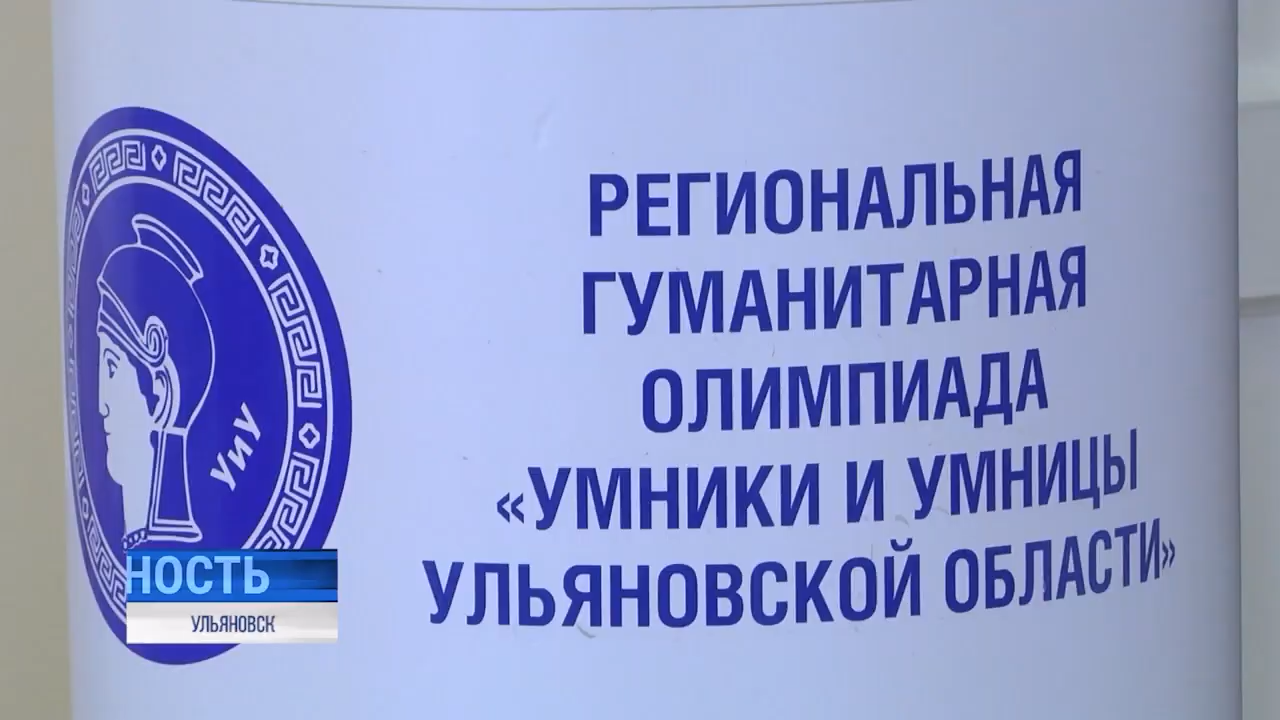 РЕГИОНАЛЬНАЯ
ГУМАНИТАРНАЯ
ОЛИМПИАДА
«УМНИКИ И УМНИЦЫ
УЛЬЯНОВСКОЙ ОБЛАСТИ»
УиУ
НОСТЬ
УЛЬЯНОВСК